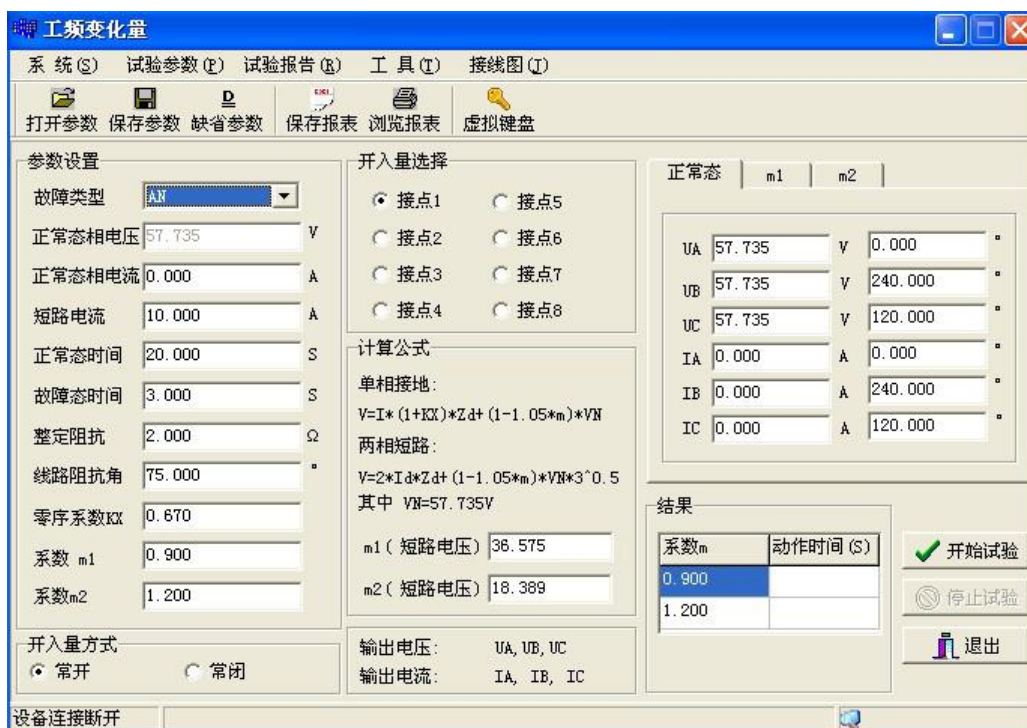 工频变化量
系 统(S) 试验参数(P) 试验报告(R) 工 具(T) 接线图(J)
打开参数 保存参数 缺省参数 保存报表 浏览报表 虚拟键盘
参数设置
故障类型 AN
正常态相电压 57.735 V
正常态相电流 0.000 A
短路电流 10.000 A
正常态时间 20.000 S
故障态时间 3.000 S
整定阻抗 2.000 Ω
线路阻抗角 75.000 °
零序系数KX 0.670
系数 m1 0.900
系数m2 1.200
开入量方式
常开 常闭
开入量选择
接点1 接点5
接点2 接点6
接点3 接点7
接点4 接点8
计算公式
单相接地:
V=I*(1+KX)*Zd+(1-1.05*m)*VN
两相短路:
V=2*Id*Zd+(1-1.05*m)*VN*3^0.5
其中 VN=57.735V
m1( 短路电压) 36.575
m2( 短路电压) 18.389
输出电压: UA,UB,UC
输出电流: IA, IB, IC
正常态 m1 m2
UA 57.735 V 0.000 °
UB 57.735 V 240.000 °
UC 57.735 V 120.000 °
IA 0.000 A 0.000 °
IB 0.000 A 240.000 °
IC 0.000 A 120.000 °
结果
系数m 动作时间(S)
0.900
1.200
开始试验
停止试验
退出
设备连接断开